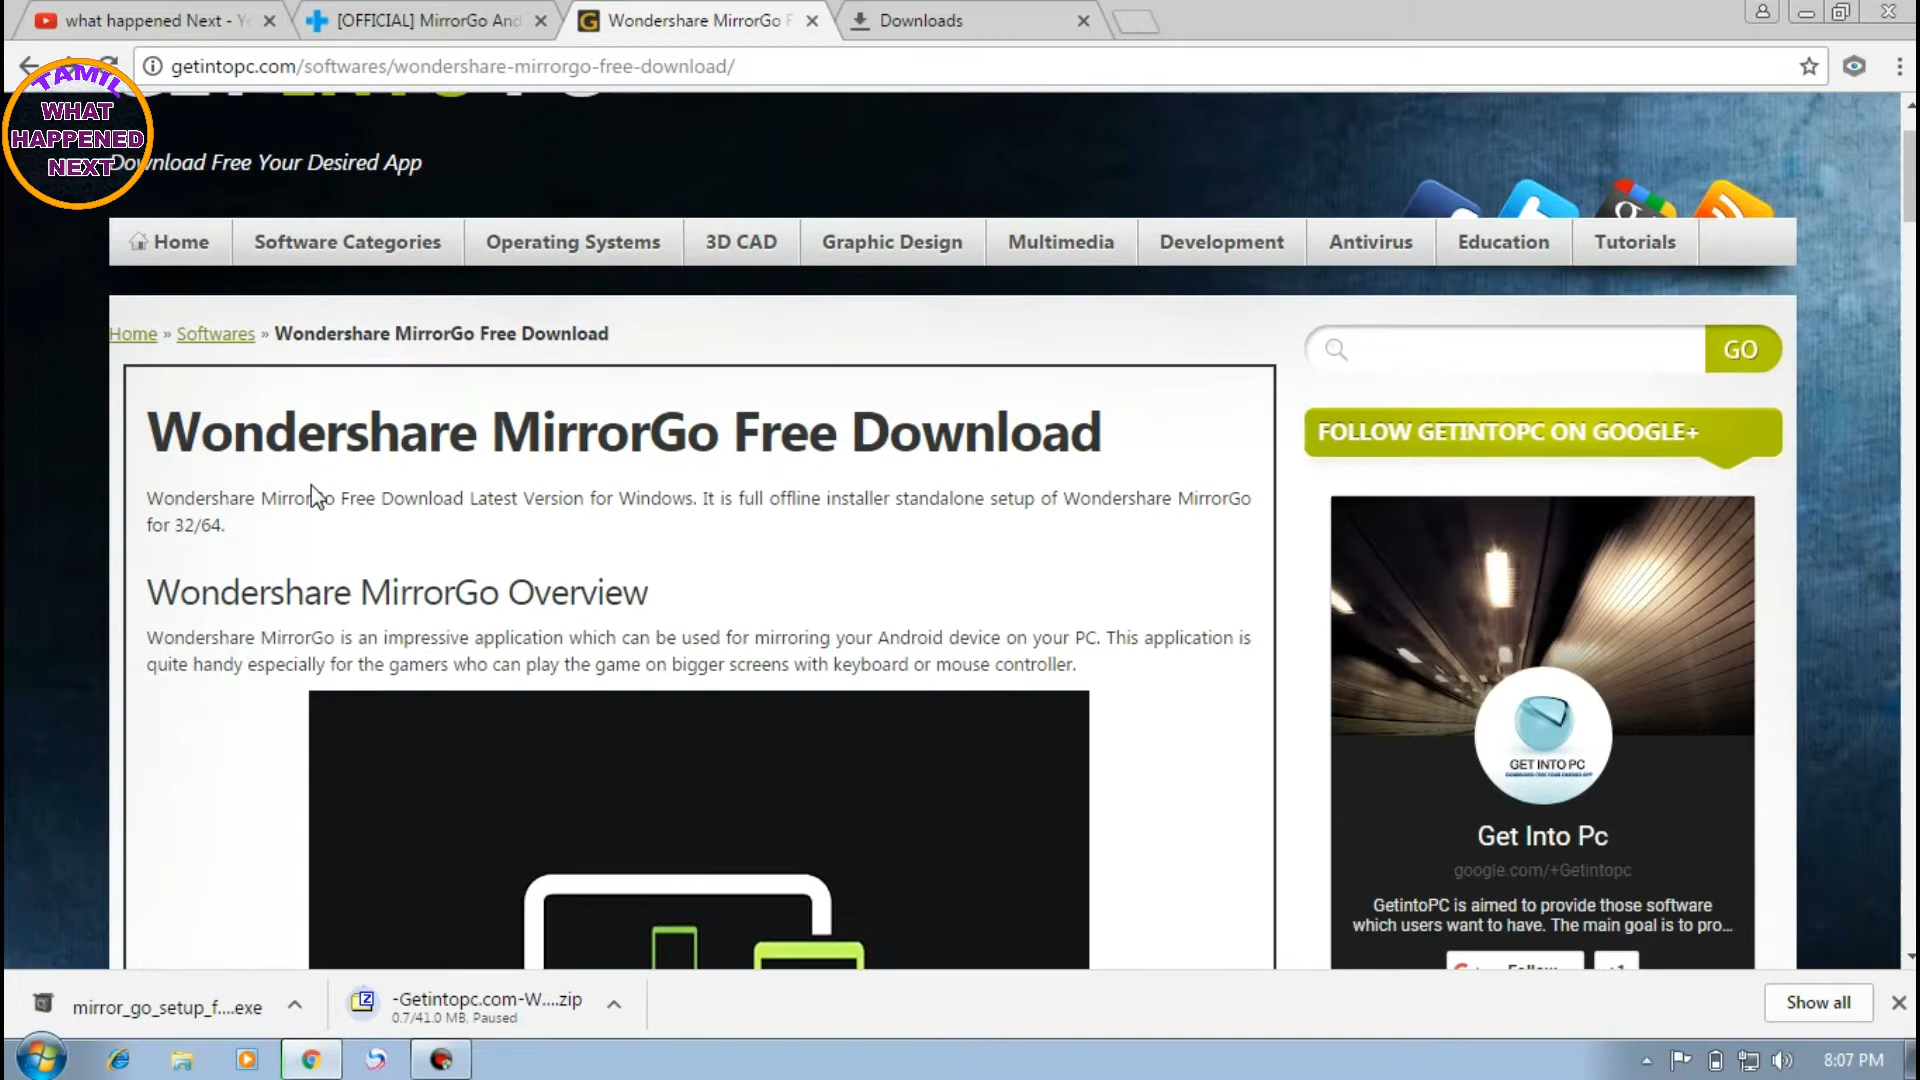 what happened Next - Y
[OFFICIAL] MirrorGo And
Wondershare MirrorGo F
Downloads
getintopc.com/softwares/wondershare-mirrorgo-free-download/
TAMIL
WHAT
HAPPENED
NEXT
Download Free Your Desired App
Home
Software Categories
Operating Systems
3D CAD
Graphic Design
Multimedia
Development
Antivirus
Education
Tutorials
Home » Softwares » Wondershare MirrorGo Free Download
GO
Wondershare MirrorGo Free Download
FOLLOW GETINTOPC ON GOOGLE+
Wondershare MirrorGo Free Download Latest Version for Windows. It is full offline installer standalone setup of Wondershare MirrorGo
for 32/64.
Wondershare MirrorGo Overview
Wondershare MirrorGo is an impressive application which can be used for mirroring your Android device on your PC. This application is
quite handy especially for the gamers who can play the game on bigger screens with keyboard or mouse controller.
GET INTO PC
DOWNLOAD FREE YOUR DESIRED APP
Get Into Pc
google.com/+Getintopc
GetintoPC is aimed to provide those software
which users want to have. The main goal is to pro...
Follow
+1
mirror_go_setup_f....exe
-Getintopc.com-W....zip
0.7/41.0 MB, Paused
Show all
8:07 PM